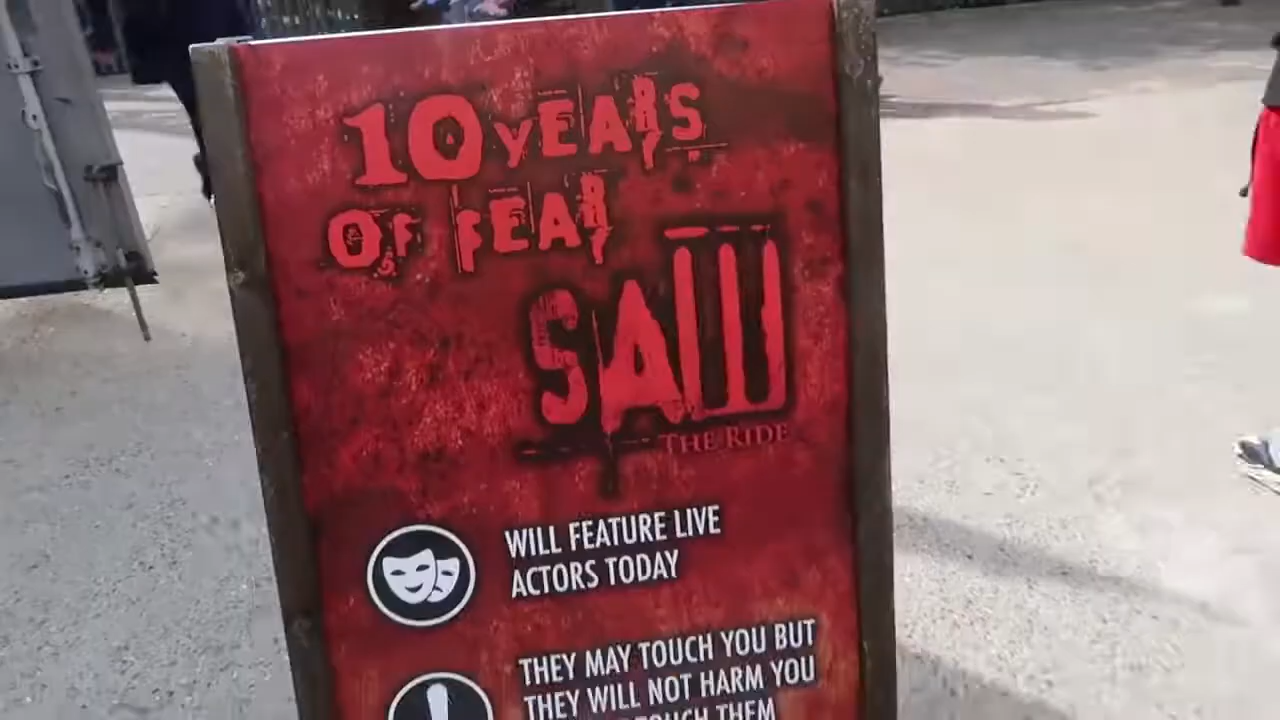 10 YEARS
OF FEAR
SAW
THE RIDE
WILL FEATURE LIVE
ACTORS TODAY
THEY MAY TOUCH YOU BUT
THEY WILL NOT HARM YOU
TOUCH THEM